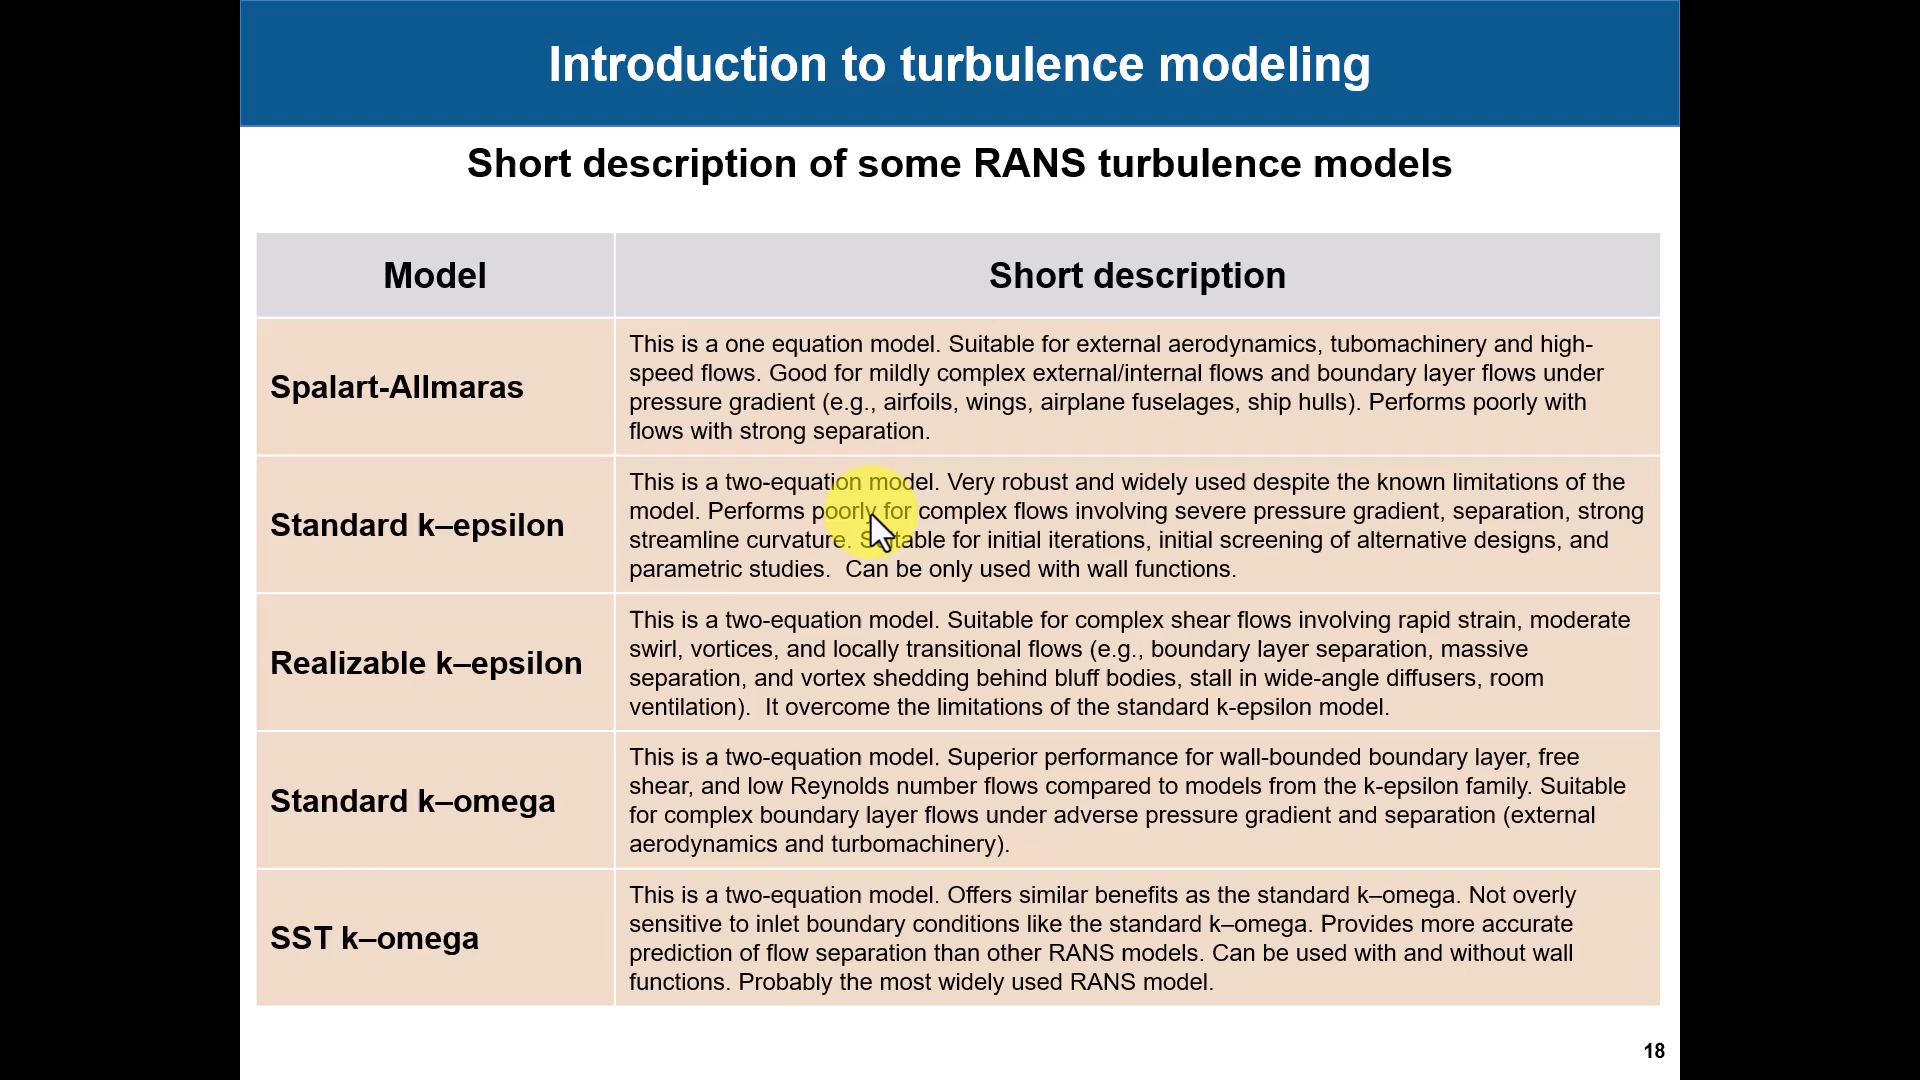 Introduction to turbulence modeling
Short description of some RANS turbulence models
Model
Short description
Spalart-Allmaras
This is a one equation model. Suitable for external aerodynamics, tubomachinery and high-
speed flows. Good for mildly complex external/internal flows and boundary layer flows under
pressure gradient (e.g., airfoils, wings, airplane fuselages, ship hulls). Performs poorly with
flows with strong separation.
Standard k–epsilon
This is a two-equation model. Very robust and widely used despite the known limitations of the
model. Performs poorly for complex flows involving severe pressure gradient, separation, strong
streamline curvature. Suitable for initial iterations, initial screening of alternative designs, and
parametric studies.  Can be only used with wall functions.
Realizable k–epsilon
This is a two-equation model. Suitable for complex shear flows involving rapid strain, moderate
swirl, vortices, and locally transitional flows (e.g., boundary layer separation, massive
separation, and vortex shedding behind bluff bodies, stall in wide-angle diffusers, room
ventilation).  It overcome the limitations of the standard k-epsilon model.
Standard k–omega
This is a two-equation model. Superior performance for wall-bounded boundary layer, free
shear, and low Reynolds number flows compared to models from the k-epsilon family. Suitable
for complex boundary layer flows under adverse pressure gradient and separation (external
aerodynamics and turbomachinery).
SST k–omega
This is a two-equation model. Offers similar benefits as the standard k–omega. Not overly
sensitive to inlet boundary conditions like the standard k–omega. Provides more accurate
prediction of flow separation than other RANS models. Can be used with and without wall
functions. Probably the most widely used RANS model.
18